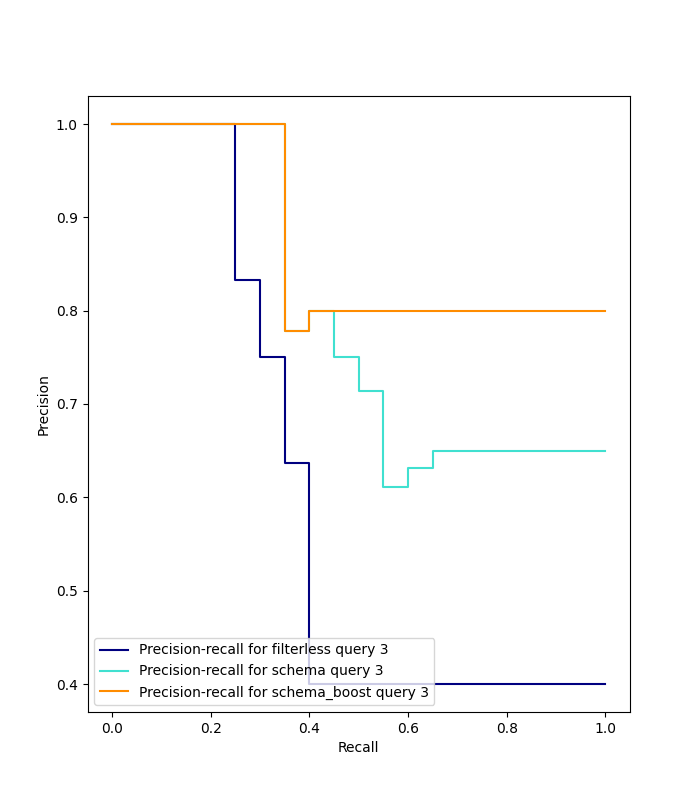 1.0
0.9
0.8
0.7
0.6
0.5
0.4
Precision
Precision-recall for filterless query 3
Precision-recall for schema query 3
Precision-recall for schema_boost query 3
0.0 0.2 0.4 0.6 0.8 1.0
Recall